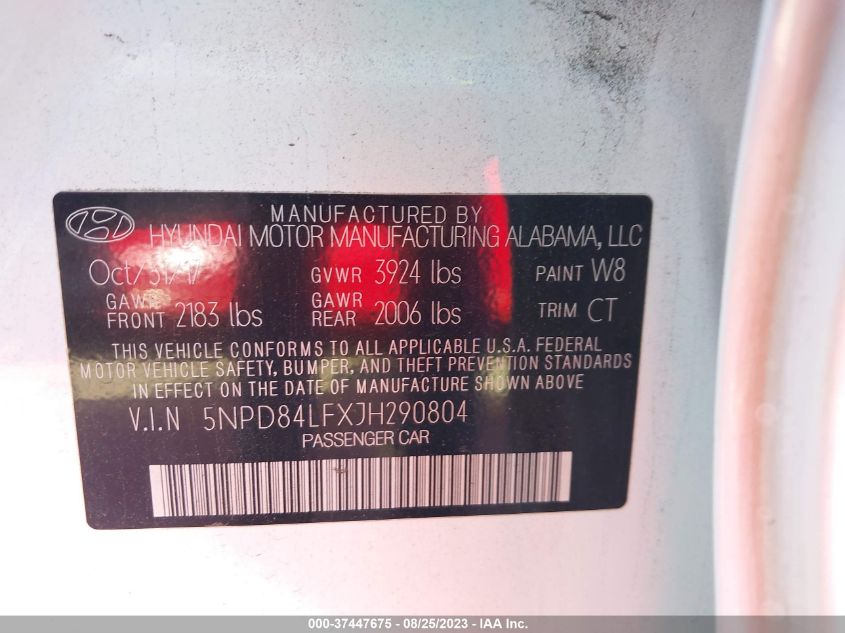 MANUFACTURED BY
HYUNDAI MOTOR MANUFACTURING ALABAMA, LLC
Oct/31/17 GVWR 3924 lbs PAINT W8
GAWR FRONT 2183 lbs GAWR REAR 2006 lbs TRIM CT
THIS VEHICLE CONFORMS TO ALL APPLICABLE U.S.A. FEDERAL
MOTOR VEHICLE SAFETY, BUMPER, AND THEFT PREVENTION STANDARDS
IN EFFECT ON THE DATE OF MANUFACTURE SHOWN ABOVE
V.I.N 5NPD84LFXJH290804
PASSENGER CAR
000-37447675 - 08/25/2023 - IAA Inc.